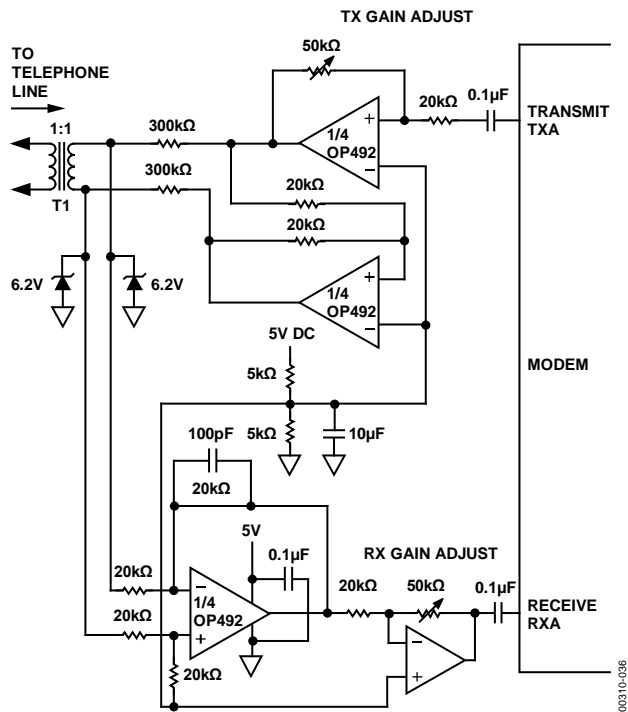 TX GAIN ADJUST
50kΩ
TO
TELEPHONE
LINE
0.1µF
20kΩ
TRANSMIT
TXA
1:1
300kΩ
+
1/4
OP492
−
300kΩ
20kΩ
T1
20kΩ
6.2V
6.2V
+
1/4
OP492
−
5V DC
MODEM
5kΩ
100pF
5kΩ
10µF
20kΩ
5V
RX GAIN ADJUST
0.1µF
20kΩ
−
20kΩ
50kΩ
0.1µF
1/4
OP492
RECEIVE
RXA
20kΩ
+
−
20kΩ
+
00310-036